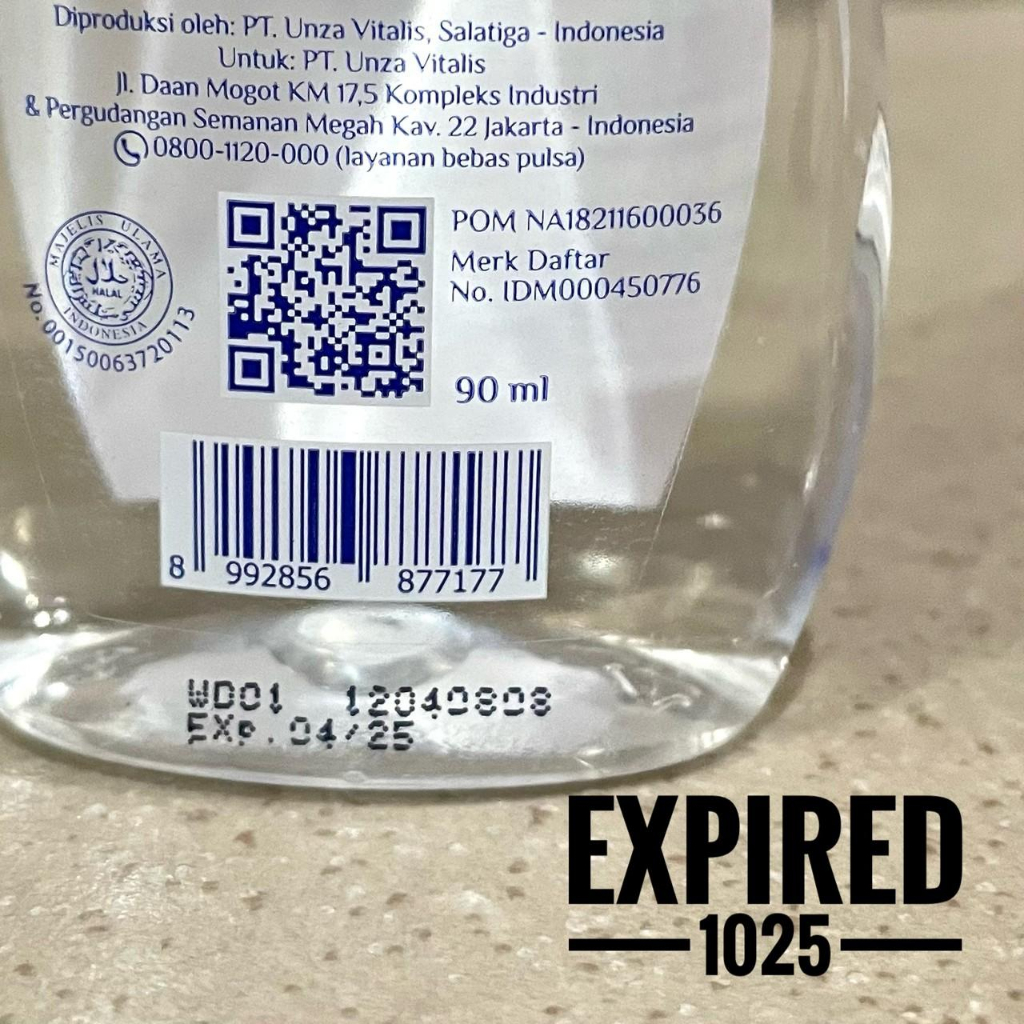 Diproduksi oleh: PT. Unza Vitalis, Salatiga - Indonesia
Untuk: PT. Unza Vitalis
Jl. Daan Mogot KM 17,5 Kompleks Industri
& Pergudangan Semanan Megah Kav. 22 Jakarta - Indonesia
0800-1120-000 (layanan bebas pulsa)
MAJELIS ULAMA
حلال
HALAL
INDONESIA
No. 00150063720113
POM NA18211600036
Merk Daftar
No. IDM000450776
90 ml
8 992856 877177
WD01 12040808
EXP. 04/25
EXPIRED
1025